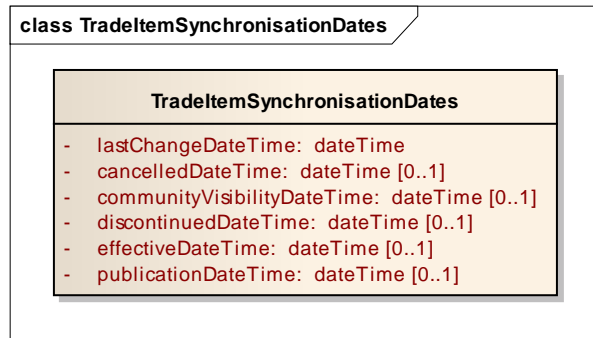 class TradeItemSynchronisationDates
TradeItemSynchronisationDates
- lastChangeDateTime: dateTime
- cancelledDateTime: dateTime [0..1]
- communityVisibilityDateTime: dateTime [0..1]
- discontinuedDateTime: dateTime [0..1]
- effectiveDateTime: dateTime [0..1]
- publicationDateTime: dateTime [0..1]